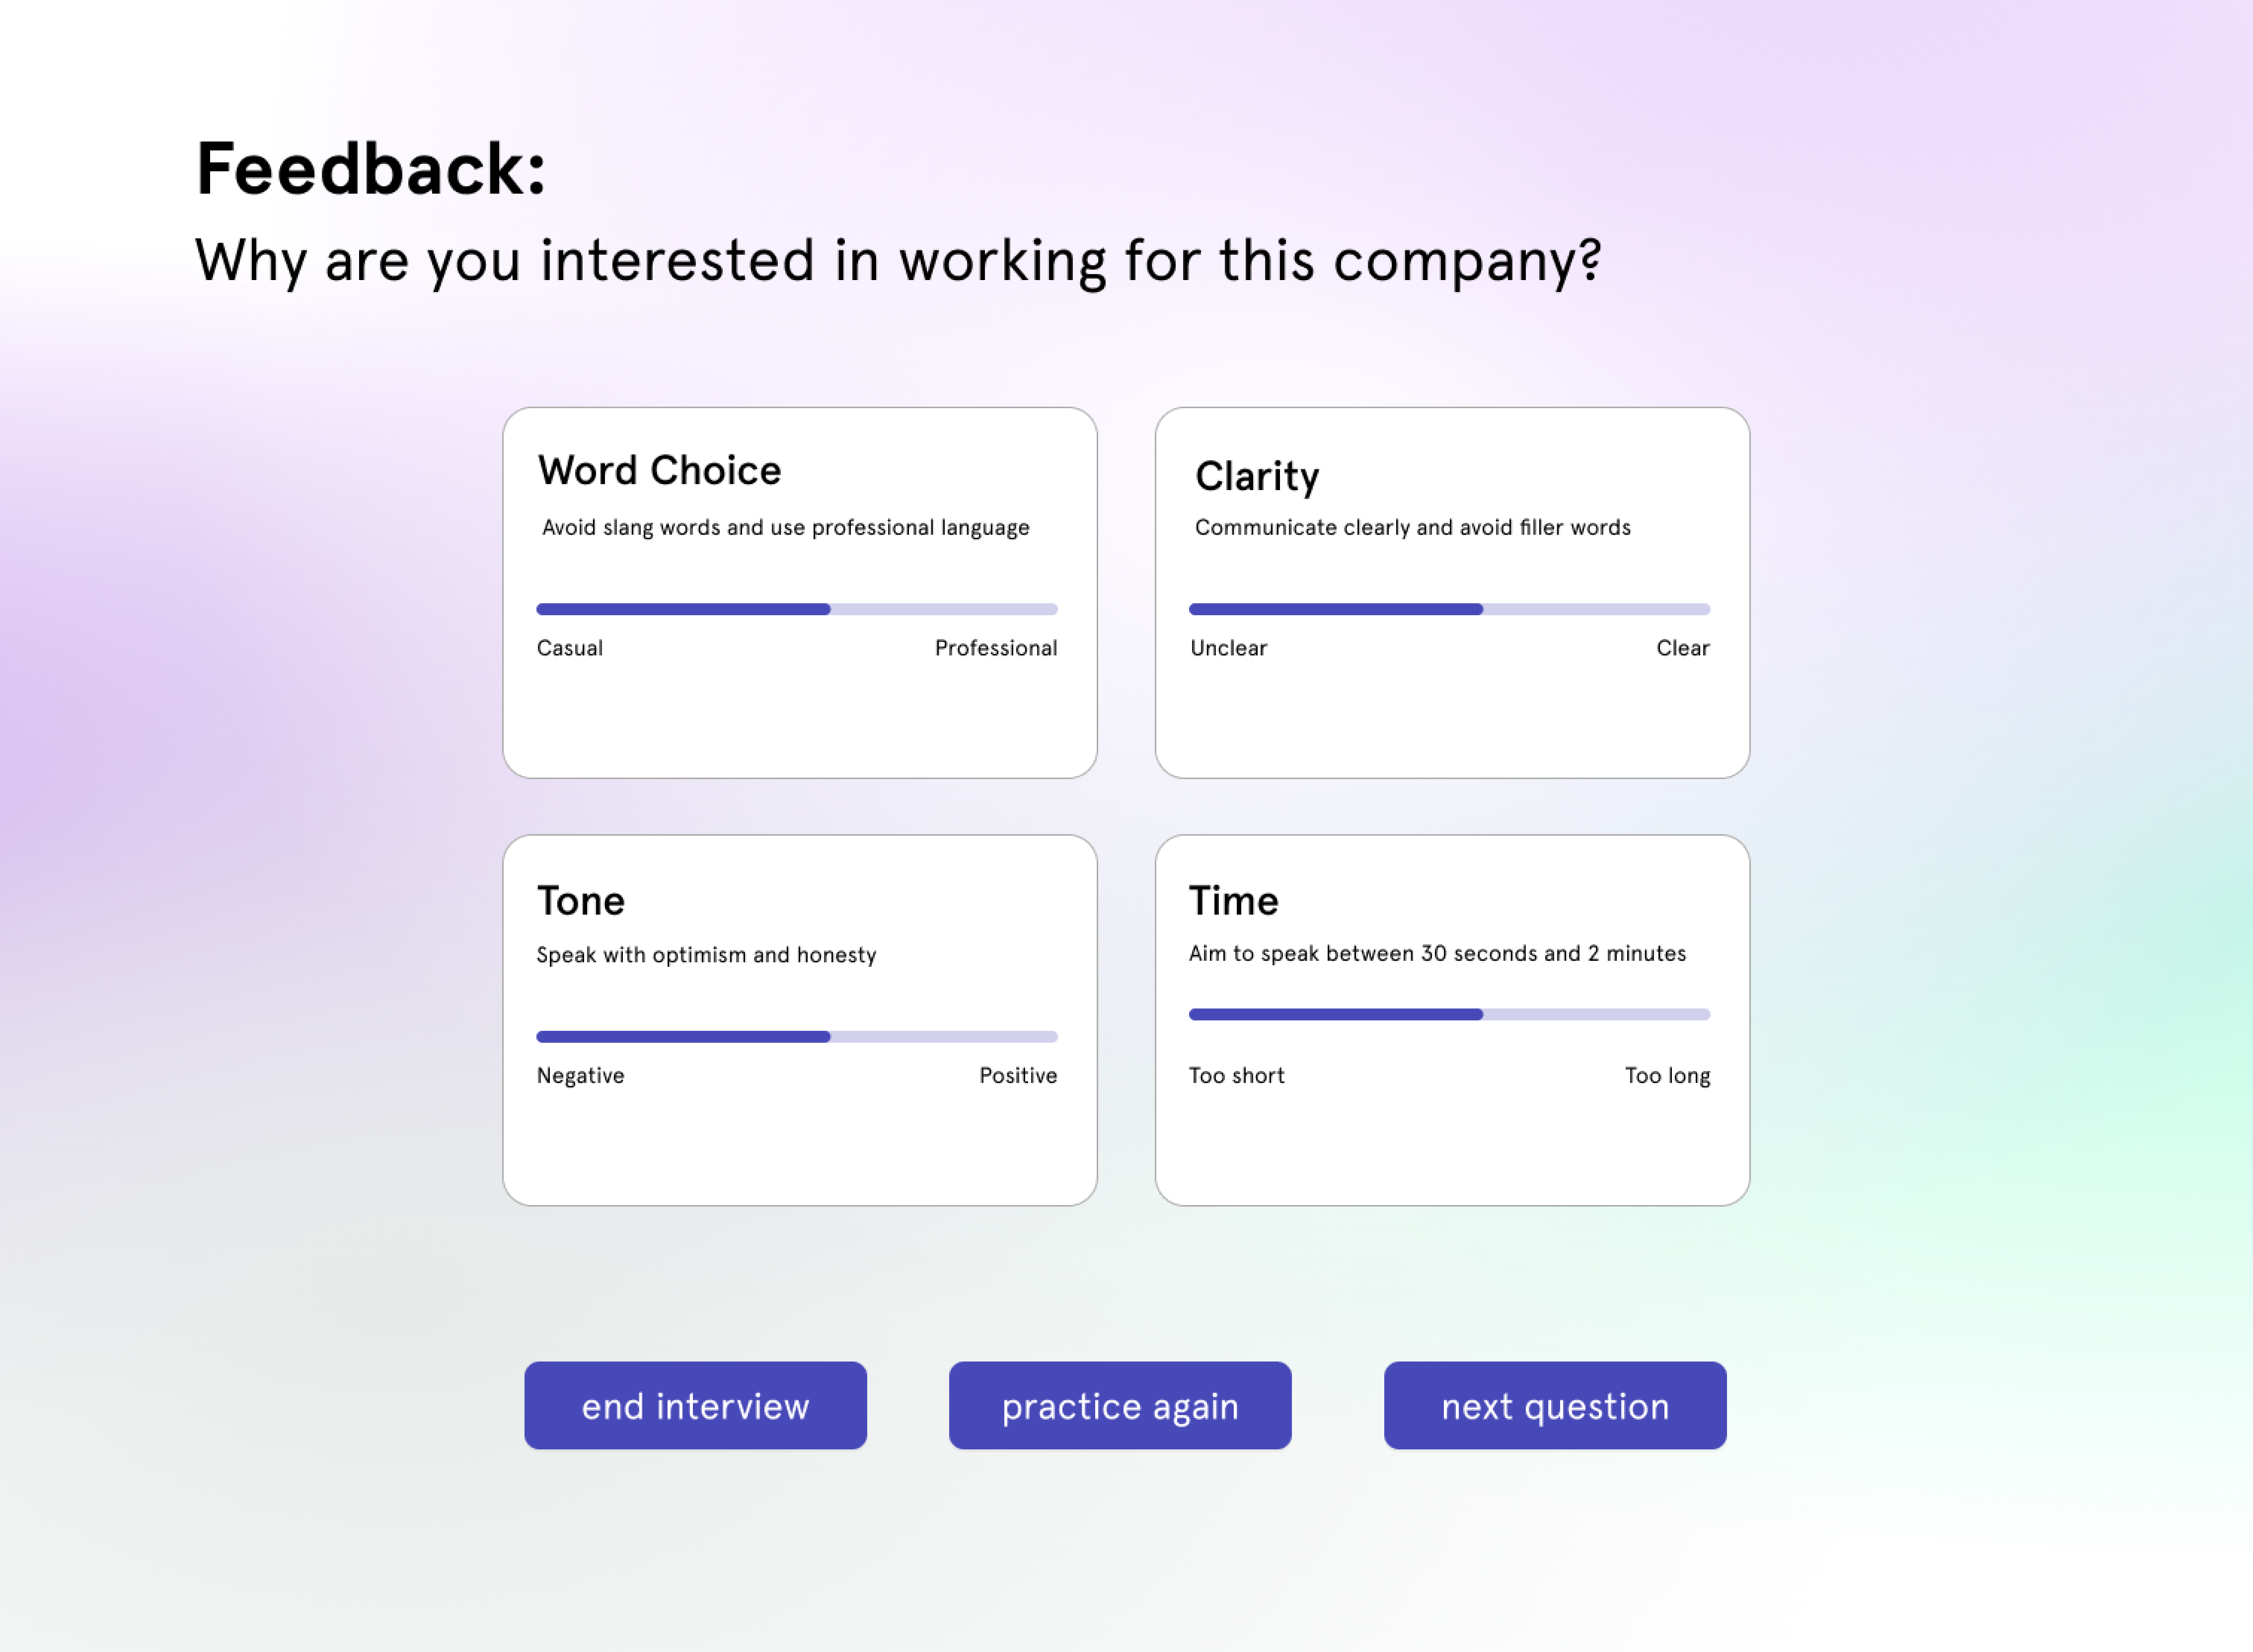 Feedback:
Why are you interested in working for this company?
Word Choice
Avoid slang words and use professional language
Casual
Professional
Clarity
Communicate clearly and avoid filler words
Unclear
Clear
Tone
Speak with optimism and honesty
Negative
Positive
Time
Aim to speak between 30 seconds and 2 minutes
Too short
Too long
end interview
practice again
next question